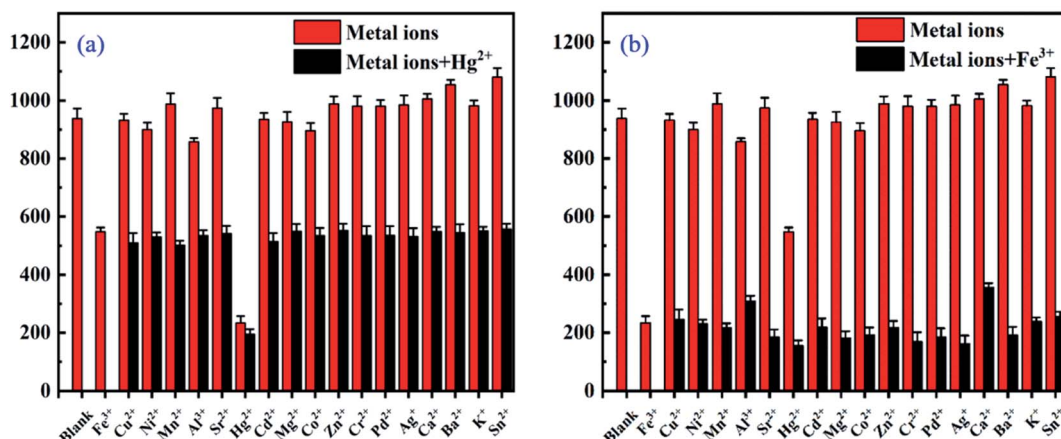 (a)
Metal ions
Metal ions+Hg²⁺
1200
1000
800
600
400
200
0
Blank
Fe³⁺
Cu²⁺
Ni²⁺
Mn²⁺
Al³⁺
Sr²⁺
Hg²⁺
Cd²⁺
Mg²⁺
Co²⁺
Zn²⁺
Cr²⁺
Pd²⁺
Ag⁺
Ca²⁺
Ba²⁺
K⁺
Sn²⁺
(b)
Metal ions
Metal ions+Fe³⁺
1200
1000
800
600
400
200
0
Blank
Fe³⁺
Cu²⁺
Ni²⁺
Mn²⁺
Al³⁺
Sr²⁺
Hg²⁺
Cd²⁺
Mg²⁺
Co²⁺
Zn²⁺
Cr²⁺
Pd²⁺
Ag⁺
Ca²⁺
Ba²⁺
K⁺
Sn²⁺